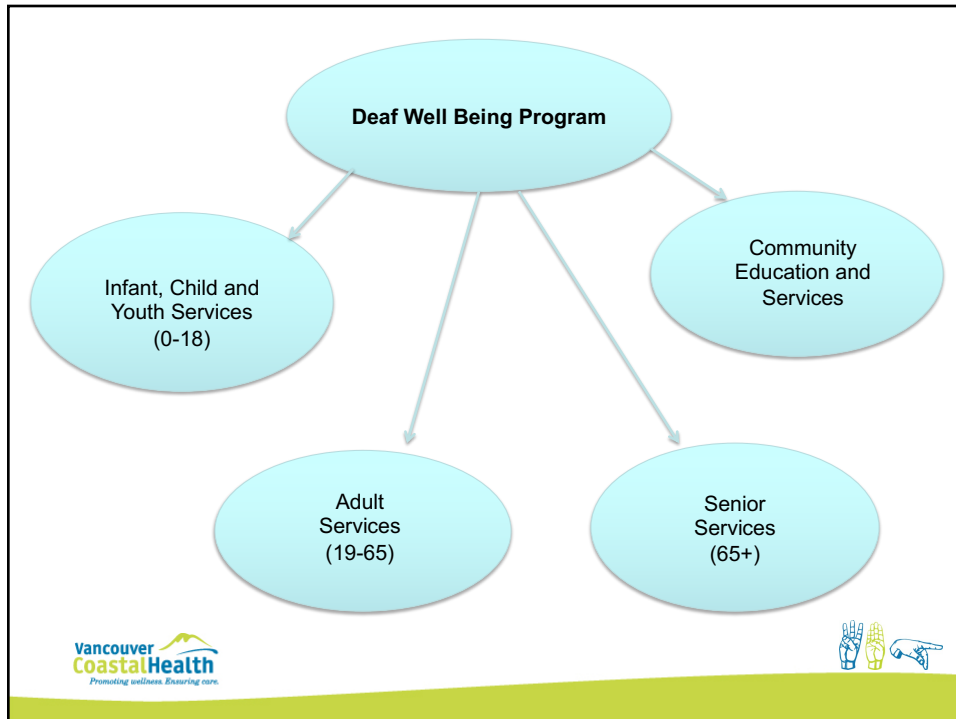 Deaf Well Being Program
Infant, Child and
Youth Services
(0-18)
Community
Education and
Services
Adult
Services
(19-65)
Senior
Services
(65+)
Vancouver
CoastalHealth
Promoting wellness. Ensuring care.